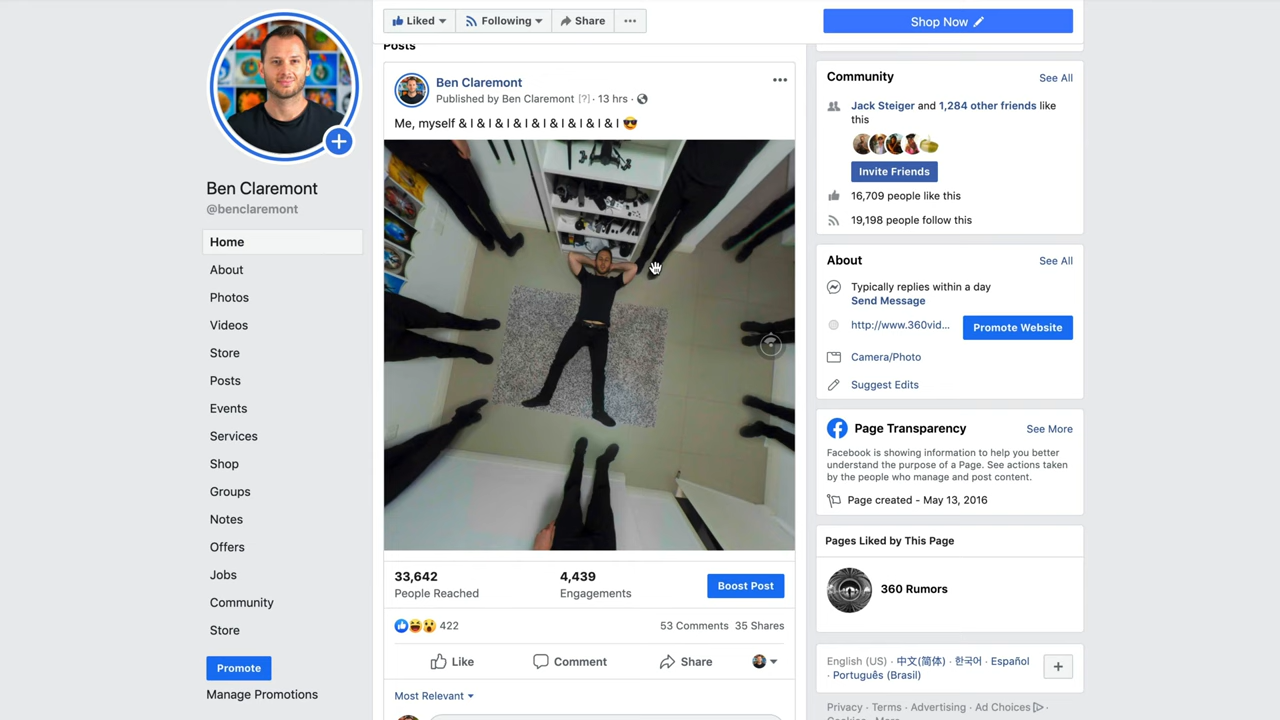 Liked
Following
Share
Shop Now
Posts
Ben Claremont
@benclaremont
Home
About
Photos
Videos
Store
Posts
Events
Services
Shop
Groups
Notes
Offers
Jobs
Community
Store
Promote
Manage Promotions
Ben Claremont
Published by Ben Claremont [?] · 13 hrs ·
Me, myself & I & I & I & I & I & I & I & I & I
33,642
People Reached
4,439
Engagements
Boost Post
422
53 Comments 35 Shares
Like
Comment
Share
Most Relevant
Community
See All
Jack Steiger and 1,284 other friends like
this
Invite Friends
16,709 people like this
19,198 people follow this
About
See All
Typically replies within a day
Send Message
http://www.360vid...
Promote Website
Camera/Photo
Suggest Edits
Page Transparency
See More
Facebook is showing information to help you better
understand the purpose of a Page. See actions taken
by the people who manage and post content.
Page created - May 13, 2016
Pages Liked by This Page
360 Rumors
English (US) · 中文(简体) · 한국어 · Español
· Português (Brasil)
Privacy · Terms · Advertising · Ad Choices ·